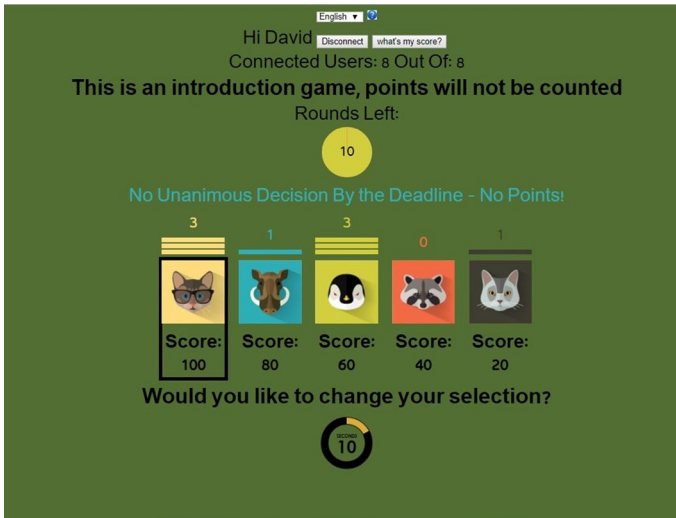 English ▼
Hi David Disconnect what's my score?
Connected Users: 8 Out Of: 8
This is an introduction game, points will not be counted
Rounds Left:
10
No Unanimous Decision By the Deadline - No Points!
3 1 3 0 1
Score: Score: Score: Score: Score:
100 80 60 40 20
Would you like to change your selection?
SECONDS
10